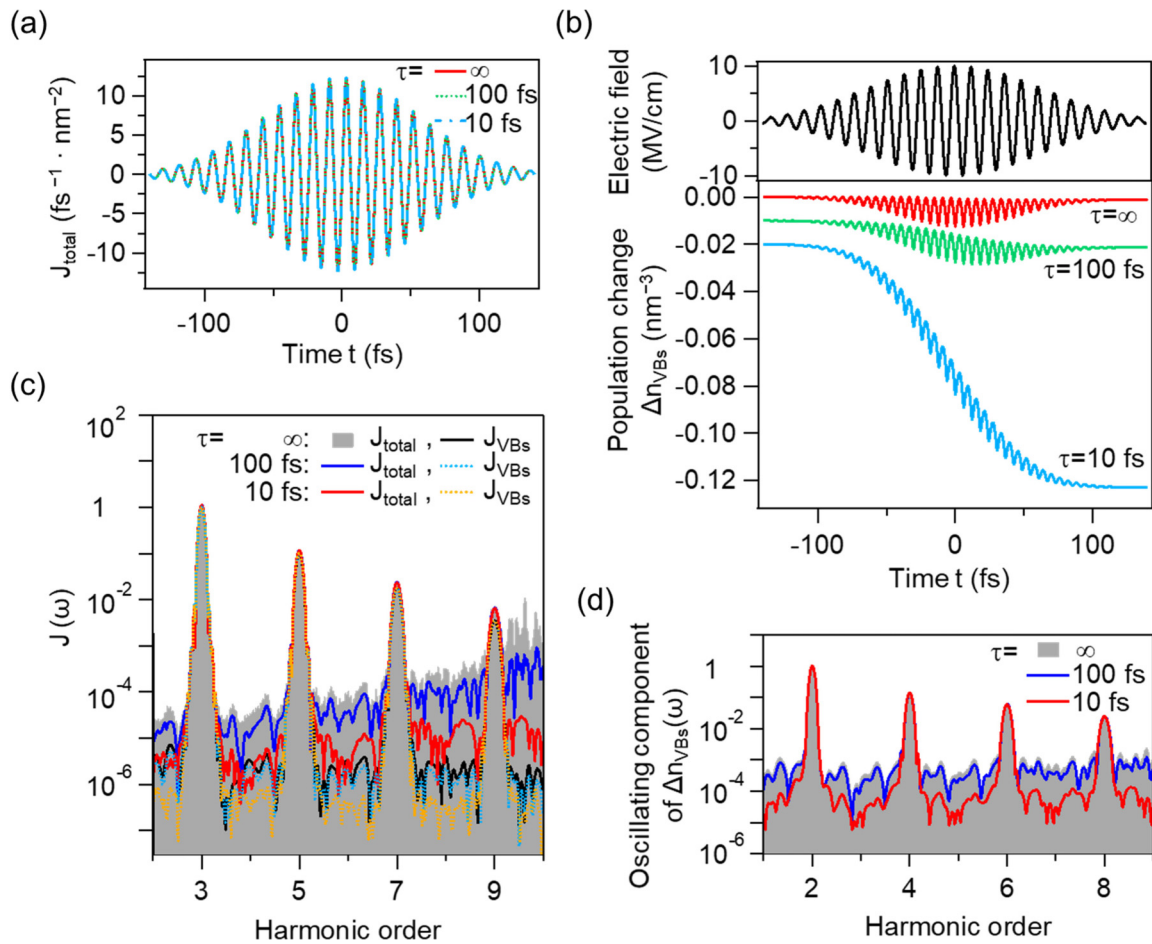 (a)
J_total (fs⁻¹ · nm⁻²)
10
5
0
-5
-10
τ= ∞
100 fs
10 fs
-100 0 100
Time t (fs)
(b)
Electric field
(MV/cm)
10
0
-10
Population change
Δn_VBs (nm⁻³)
0.00
-0.02
-0.04
-0.06
-0.08
-0.10
-0.12
τ=∞
τ=100 fs
τ=10 fs
-100 0 100
Time t (fs)
(c)
J (ω)
10²
1
10⁻²
10⁻⁴
10⁻⁶
τ= ∞: J_total , J_VBs
100 fs: J_total , J_VBs
10 fs: J_total , J_VBs
3 5 7 9
Harmonic order
(d)
Oscillating component
of Δn_VBs(ω)
1
10⁻²
10⁻⁴
10⁻⁶
τ= ∞
100 fs
10 fs
2 4 6 8
Harmonic order